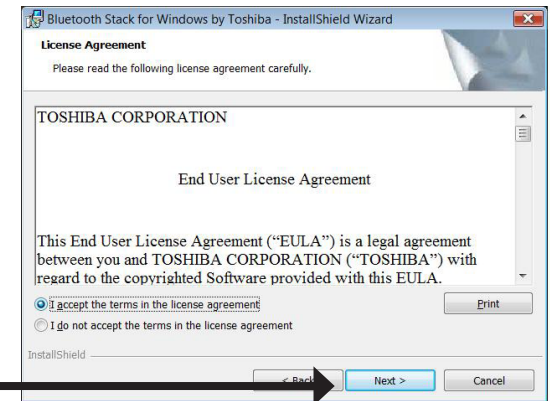 Bluetooth Stack for Windows by Toshiba - InstallShield Wizard
License Agreement
Please read the following license agreement carefully.
TOSHIBA CORPORATION
End User License Agreement
This End User License Agreement (“EULA”) is a legal agreement
between you and TOSHIBA CORPORATION (“TOSHIBA”) with
regard to the copyrighted Software provided with this EULA.
I accept the terms in the license agreement
Print
I do not accept the terms in the license agreement
InstallShield
< Back Next > Cancel